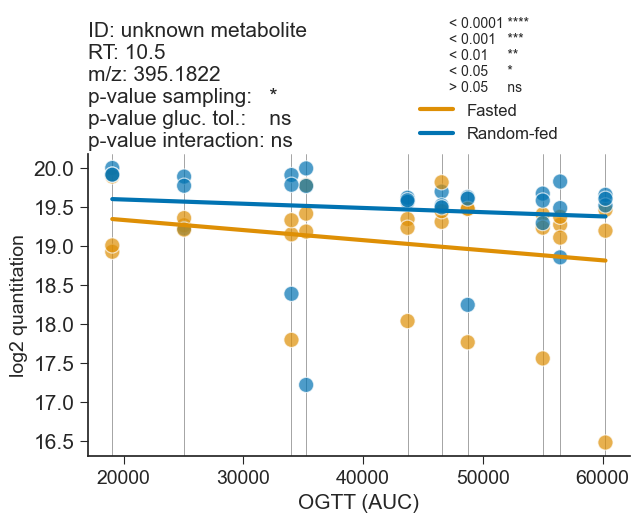 ID: unknown metabolite
RT: 10.5
m/z: 395.1822
p-value sampling: *
p-value gluc. tol.: ns
p-value interaction: ns
< 0.0001 ****
< 0.001 ***
< 0.01 **
< 0.05 *
> 0.05 ns
Fasted
Random-fed
log2 quantitation
20.0
19.5
19.0
18.5
18.0
17.5
17.0
16.5
20000 30000 40000 50000 60000
OGTT (AUC)